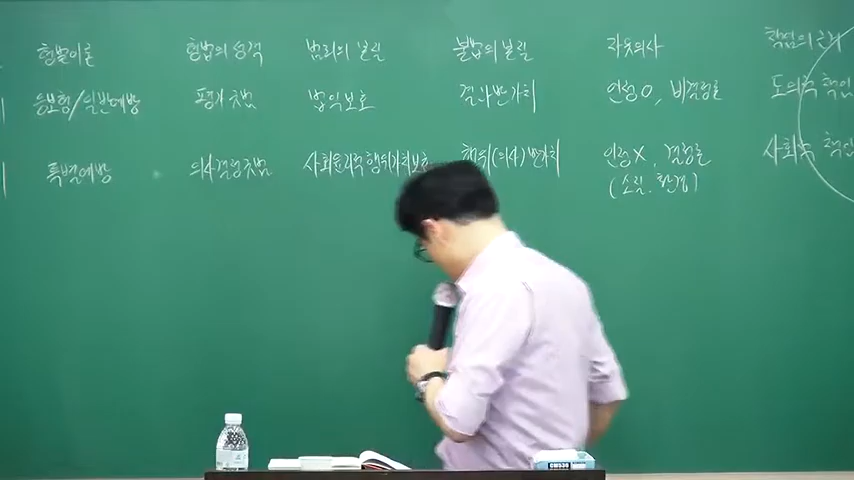 형벌이론 형법의 성격 범죄의 본질 불법의 본질 자유의사 책임의 근거
응보형/일반예방 평가규범 법익보호 결과반가치 인정O, 비결정론 도의적 책임
특별예방 의사결정규범 사회윤리적 행위가치보호 행위(의사)반가치 인정X, 결정론 사회적 책임
(소질, 환경)